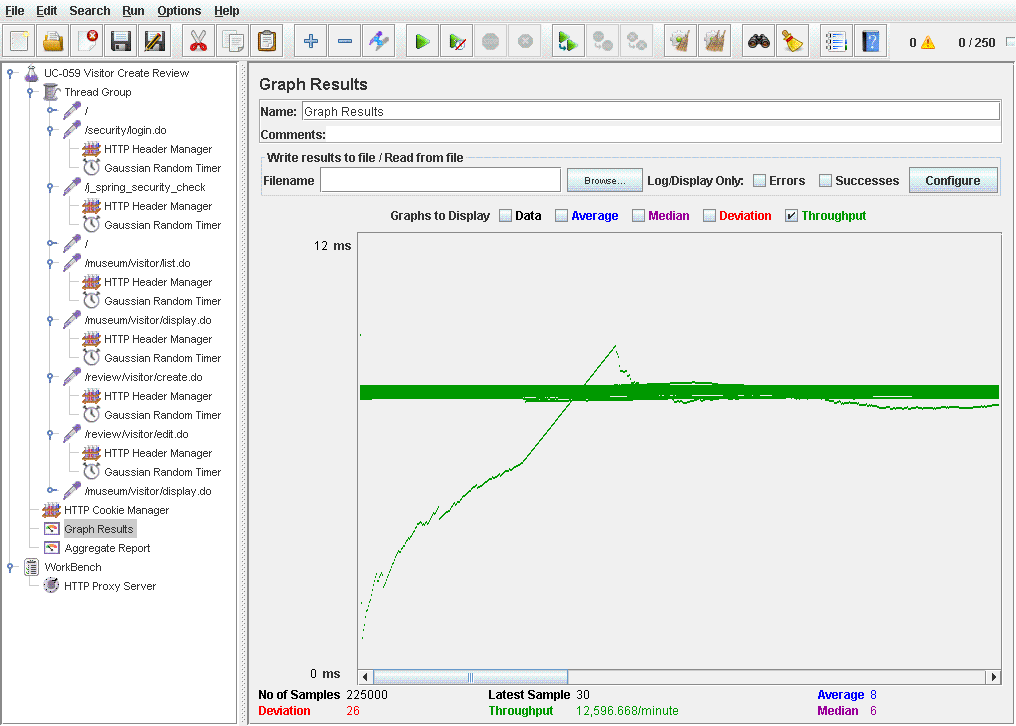 File Edit Search Run Options Help
0 0 / 250
UC-059 Visitor Create Review
Thread Group
/
/security/login.do
HTTP Header Manager
Gaussian Random Timer
/j_spring_security_check
HTTP Header Manager
Gaussian Random Timer
/
/museum/visitor/list.do
HTTP Header Manager
Gaussian Random Timer
/museum/visitor/display.do
HTTP Header Manager
Gaussian Random Timer
/review/visitor/create.do
HTTP Header Manager
Gaussian Random Timer
/review/visitor/edit.do
HTTP Header Manager
Gaussian Random Timer
/museum/visitor/display.do
HTTP Cookie Manager
Graph Results
Aggregate Report
WorkBench
HTTP Proxy Server
Graph Results
Name: Graph Results
Comments:
Write results to file / Read from file
Filename Browse... Log/Display Only: Errors Successes Configure
Graphs to Display Data Average Median Deviation Throughput
12 ms
0 ms
No of Samples 225000 Latest Sample 30 Average 8
Deviation 26 Throughput 12,596.668/minute Median 6